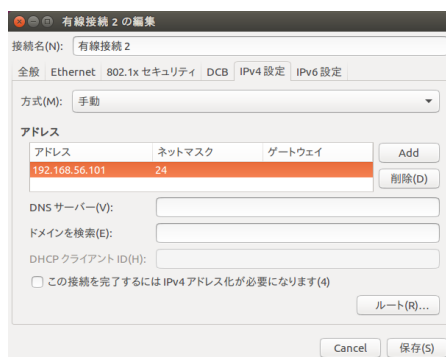 有線接続 2 の編集
接続名(N): 有線接続 2
全般 Ethernet 802.1x セキュリティ DCB IPv4 設定 IPv6 設定
方式(M): 手動
アドレス
アドレス ネットマスク ゲートウェイ Add
192.168.56.101 24
削除(D)
DNS サーバー(V):
ドメインを検索(E):
DHCP クライアント ID(H):
この接続を完了するには IPv4 アドレス化が必要になります(4)
ルート(R)...
Cancel 保存(S)